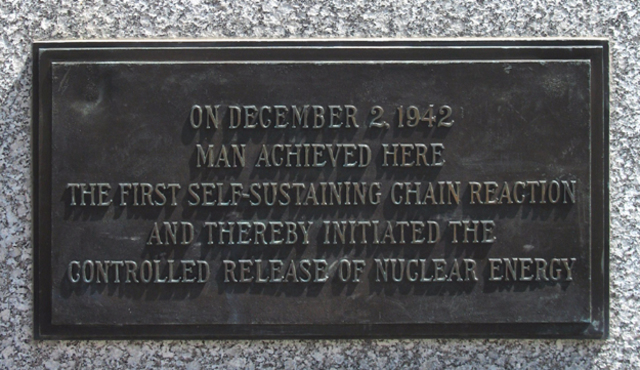 ON DECEMBER 2, 1942
MAN ACHIEVED HERE
THE FIRST SELF-SUSTAINING CHAIN REACTION
AND THEREBY INITIATED THE
CONTROLLED RELEASE OF NUCLEAR ENERGY